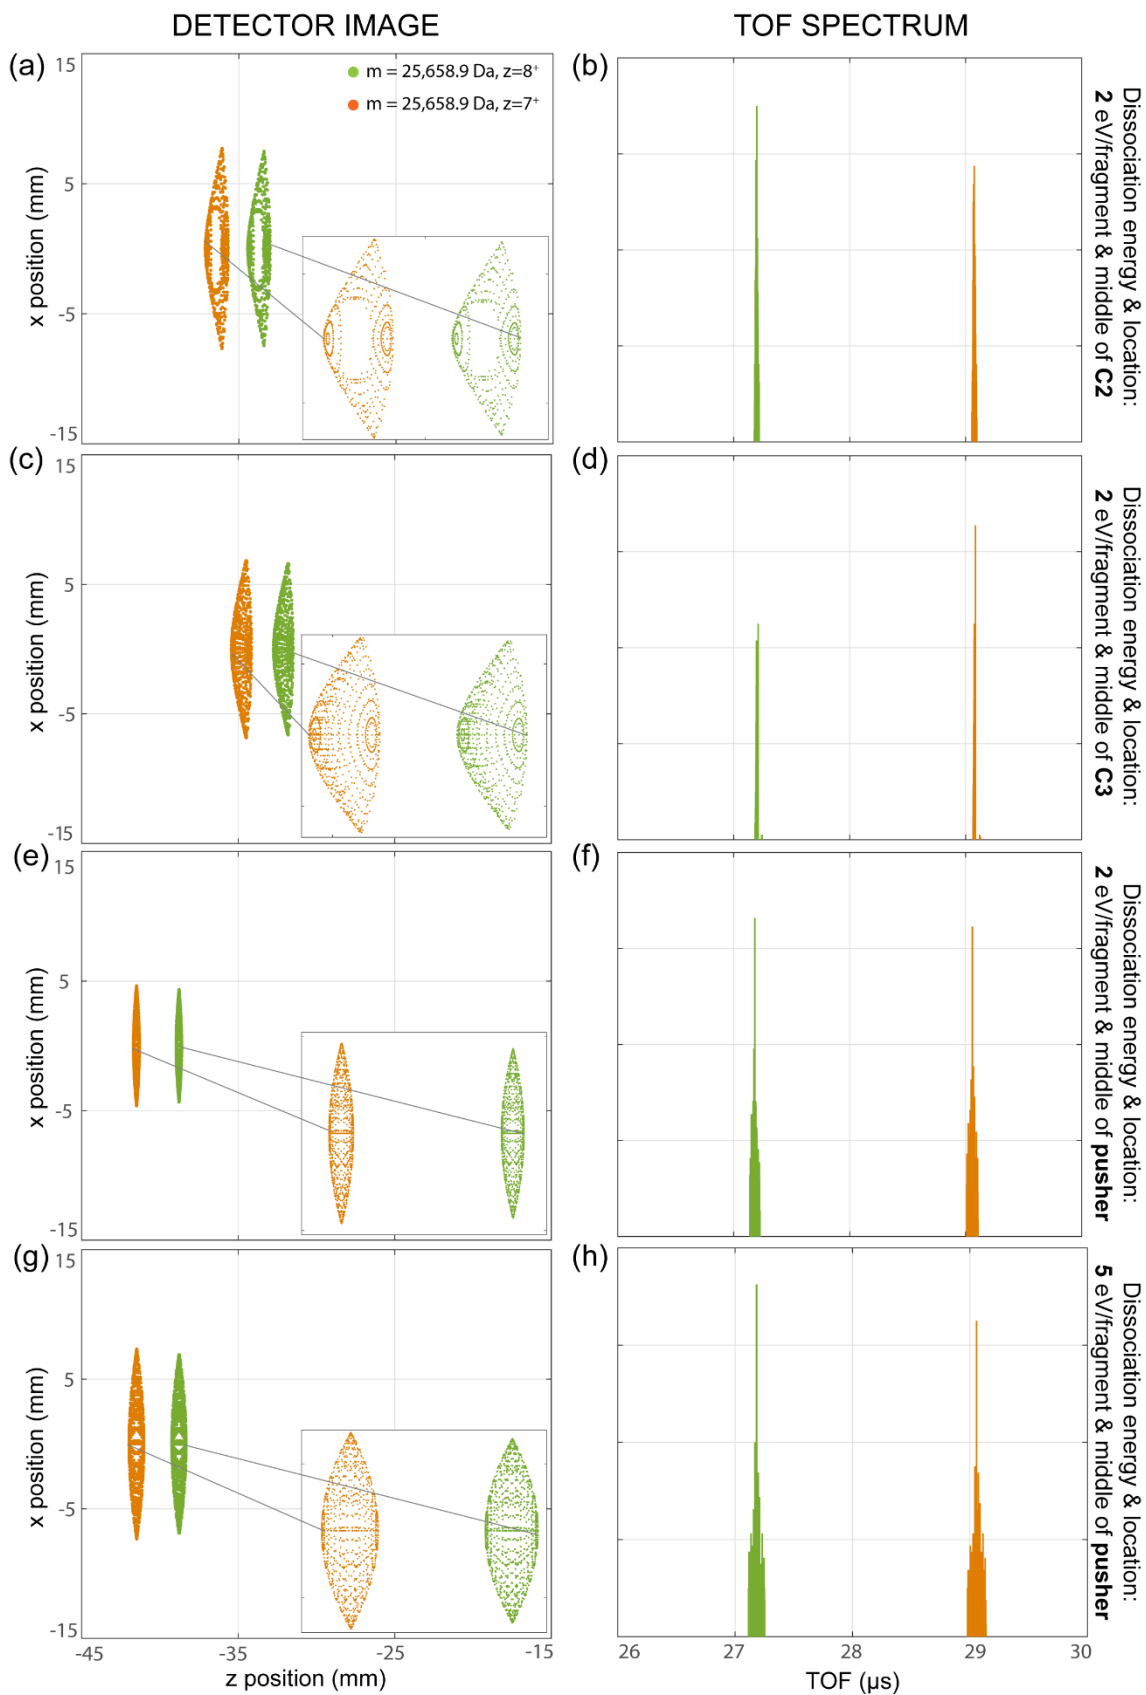 DETECTOR IMAGE
TOF SPECTRUM
(a)
15
5
-5
-15
x position (mm)
m = 25,658.9 Da, z=8⁺
m = 25,658.9 Da, z=7⁺
(b)
Dissociation energy & location:
2 eV/fragment & middle of C2
(c)
15
5
-5
-15
x position (mm)
(d)
Dissociation energy & location:
2 eV/fragment & middle of C3
(e)
15
5
-5
-15
x position (mm)
(f)
Dissociation energy & location:
2 eV/fragment & middle of pusher
(g)
15
5
-5
-15
x position (mm)
-45 -35 -25 -15
z position (mm)
(h)
Dissociation energy & location:
5 eV/fragment & middle of pusher
26 27 28 29 30
TOF (µs)